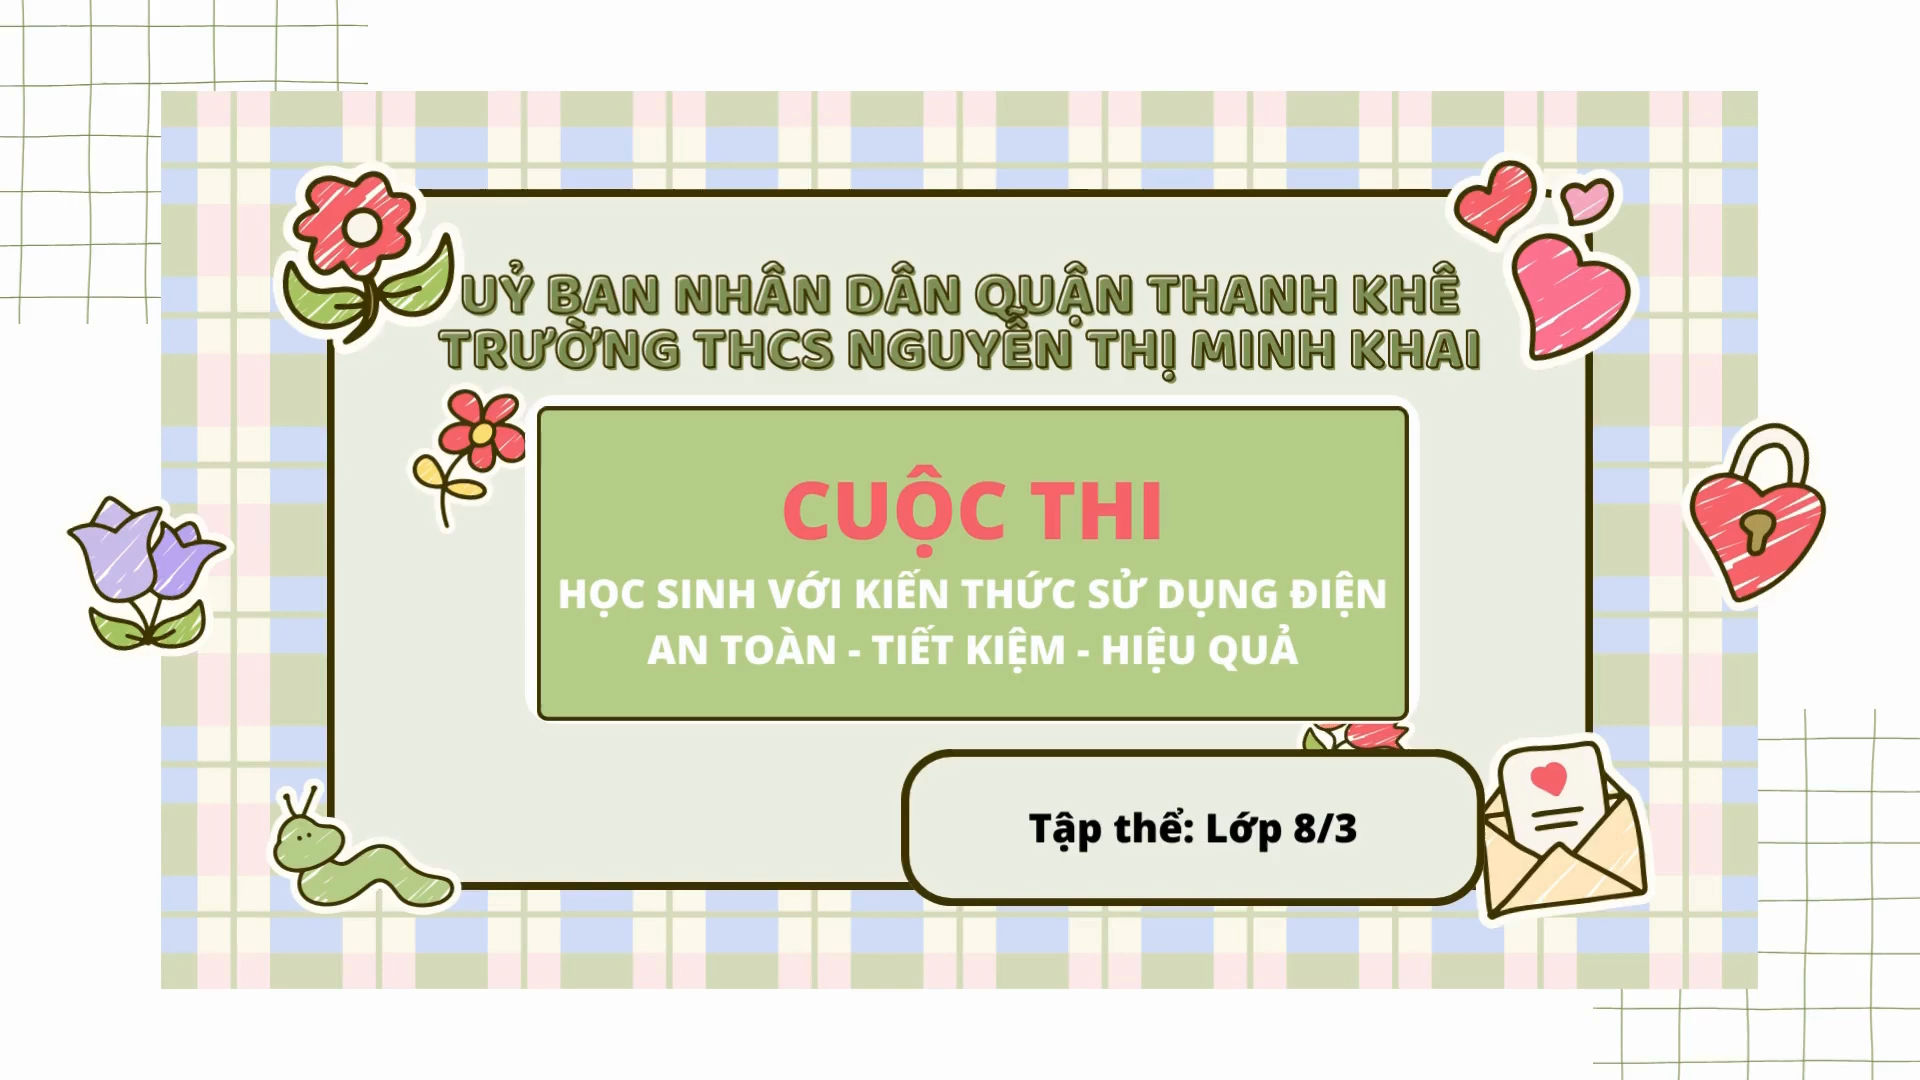 UỶ BAN NHÂN DÂN QUẬN THANH KHÊ
TRƯỜNG THCS NGUYỄN THỊ MINH KHAI
CUỘC THI
HỌC SINH VỚI KIẾN THỨC SỬ DỤNG ĐIỆN
AN TOÀN - TIẾT KIỆM - HIỆU QUẢ
Tập thể: Lớp 8/3